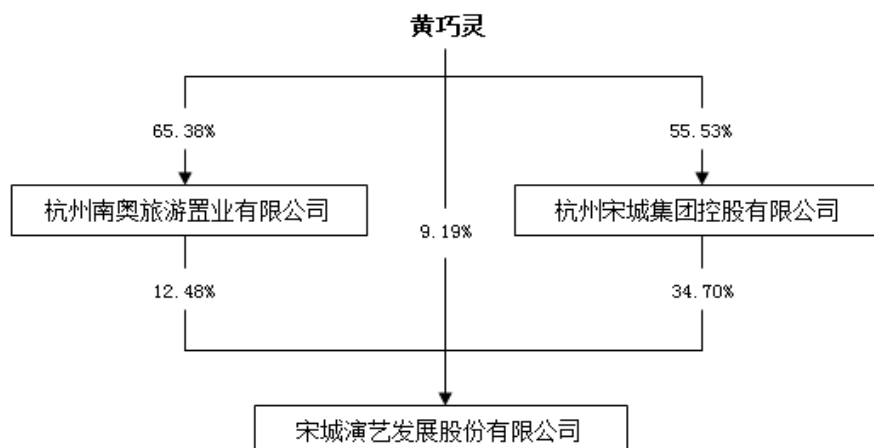 黄巧灵
65.38%
55.53%
杭州南奥旅游置业有限公司
杭州宋城集团控股有限公司
9.19%
12.48%
34.70%
宋城演艺发展股份有限公司